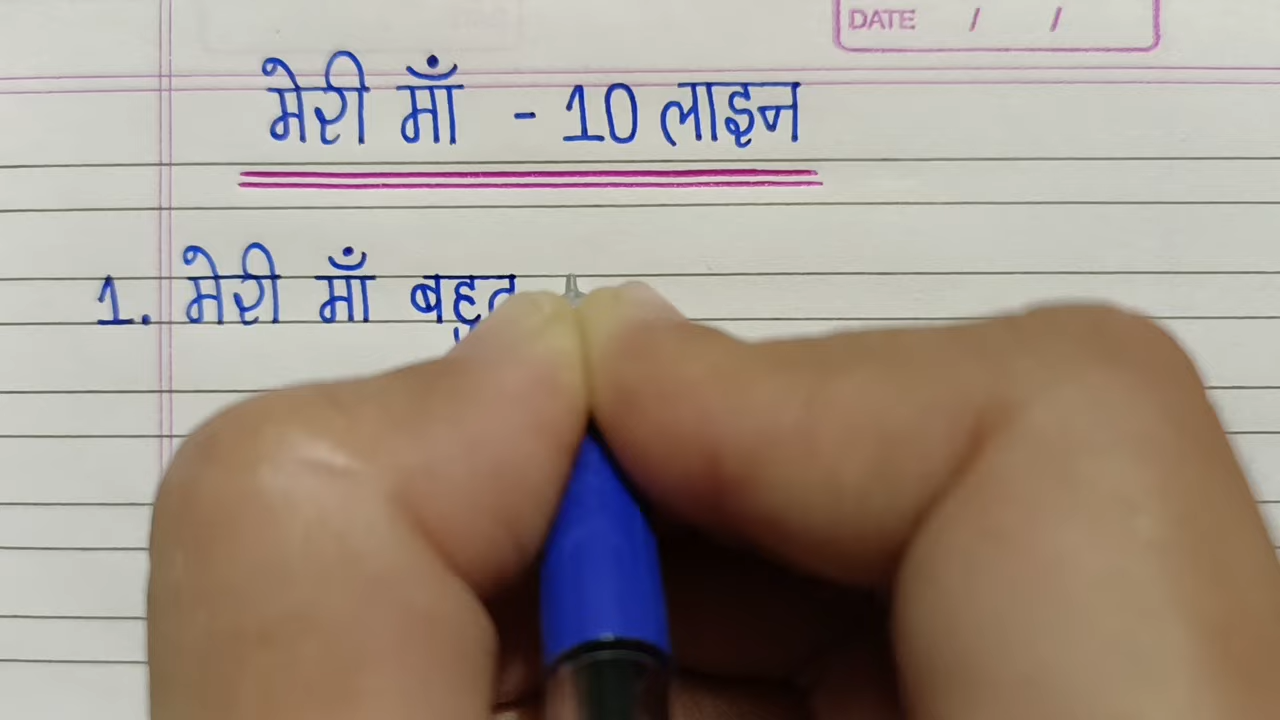 DATE / /
मेरी माँ - 10 लाइन
1. मेरी माँ बहुत